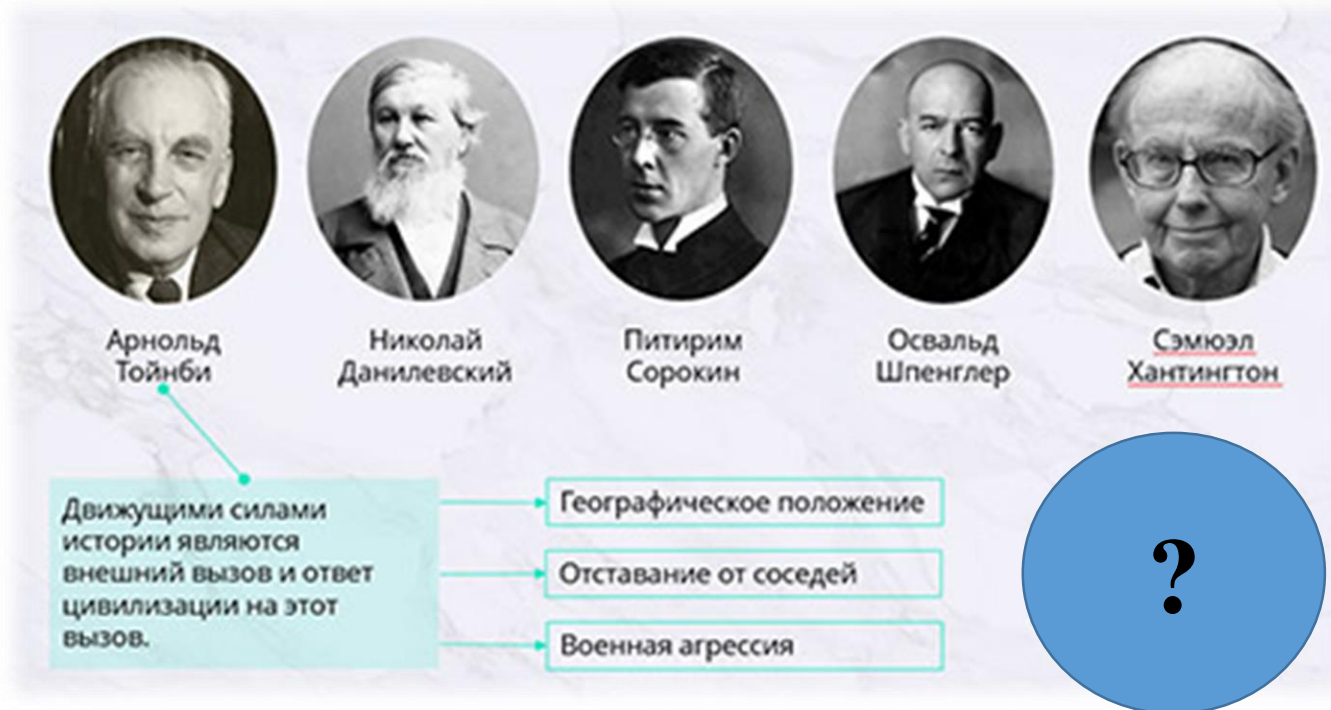 Арнольд
Тойнби
Николай
Данилевский
Питирим
Сорокин
Освальд
Шпенглер
Сэмюэл
Хантингтон
Движущими силами
истории являются
внешний вызов и ответ
цивилизации на этот
вызов.
Географическое положение
Отставание от соседей
Военная агрессия
?